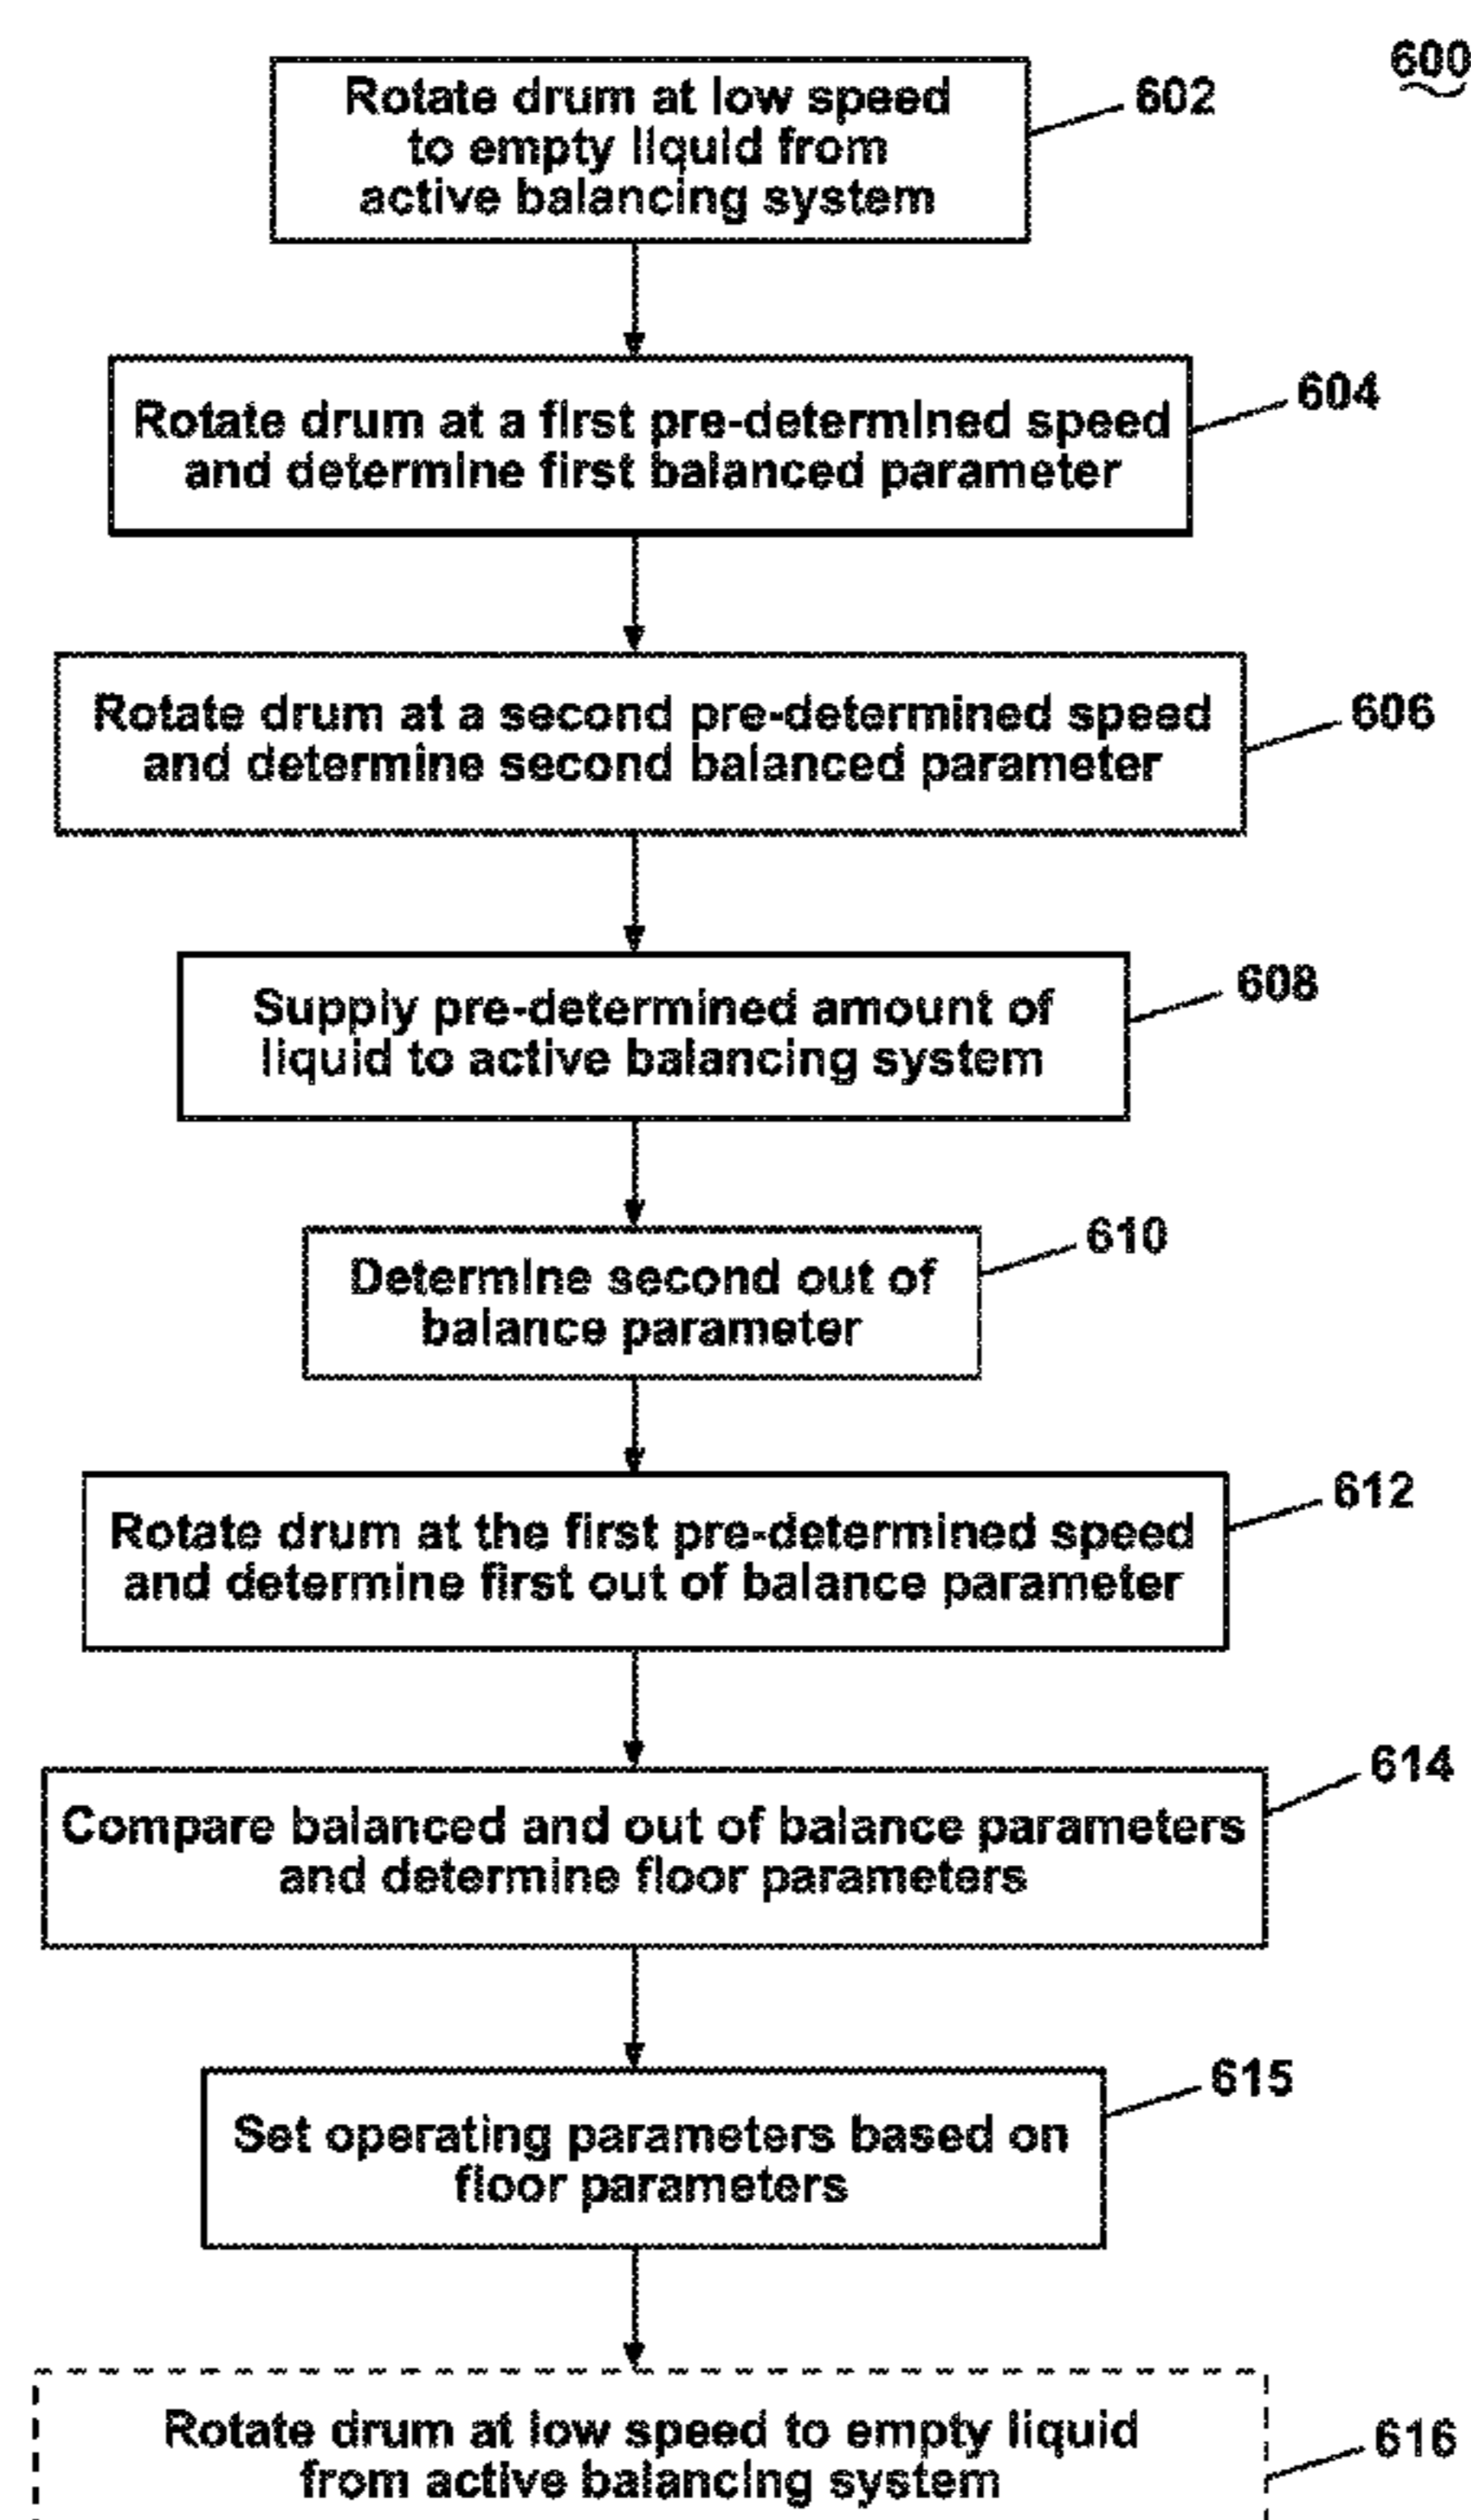 600
Rotate drum at low speed
to empty liquid from
active balancing system
602
Rotate drum at a first pre-determined speed
and determine first balanced parameter
604
Rotate drum at a second pre-determined speed
and determine second balanced parameter
606
Supply pre-determined amount of
liquid to active balancing system
608
Determine second out of
balance parameter
610
Rotate drum at the first pre-determined speed
and determine first out of balance parameter
612
Compare balanced and out of balance parameters
and determine floor parameters
614
Set operating parameters based on
floor parameters
615
Rotate drum at low speed to empty liquid
from active balancing system
616